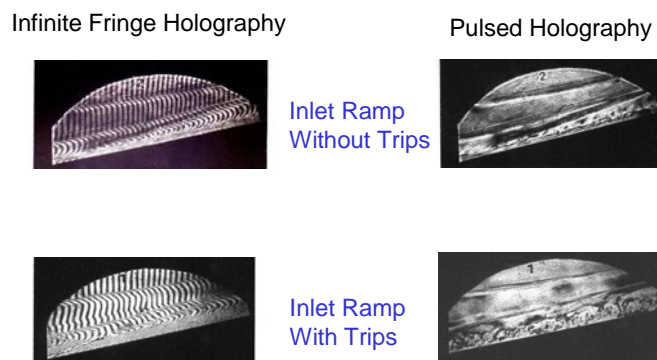 Infinite Fringe Holography
Pulsed Holography
2
Inlet Ramp
Without Trips
1
Inlet Ramp
With Trips